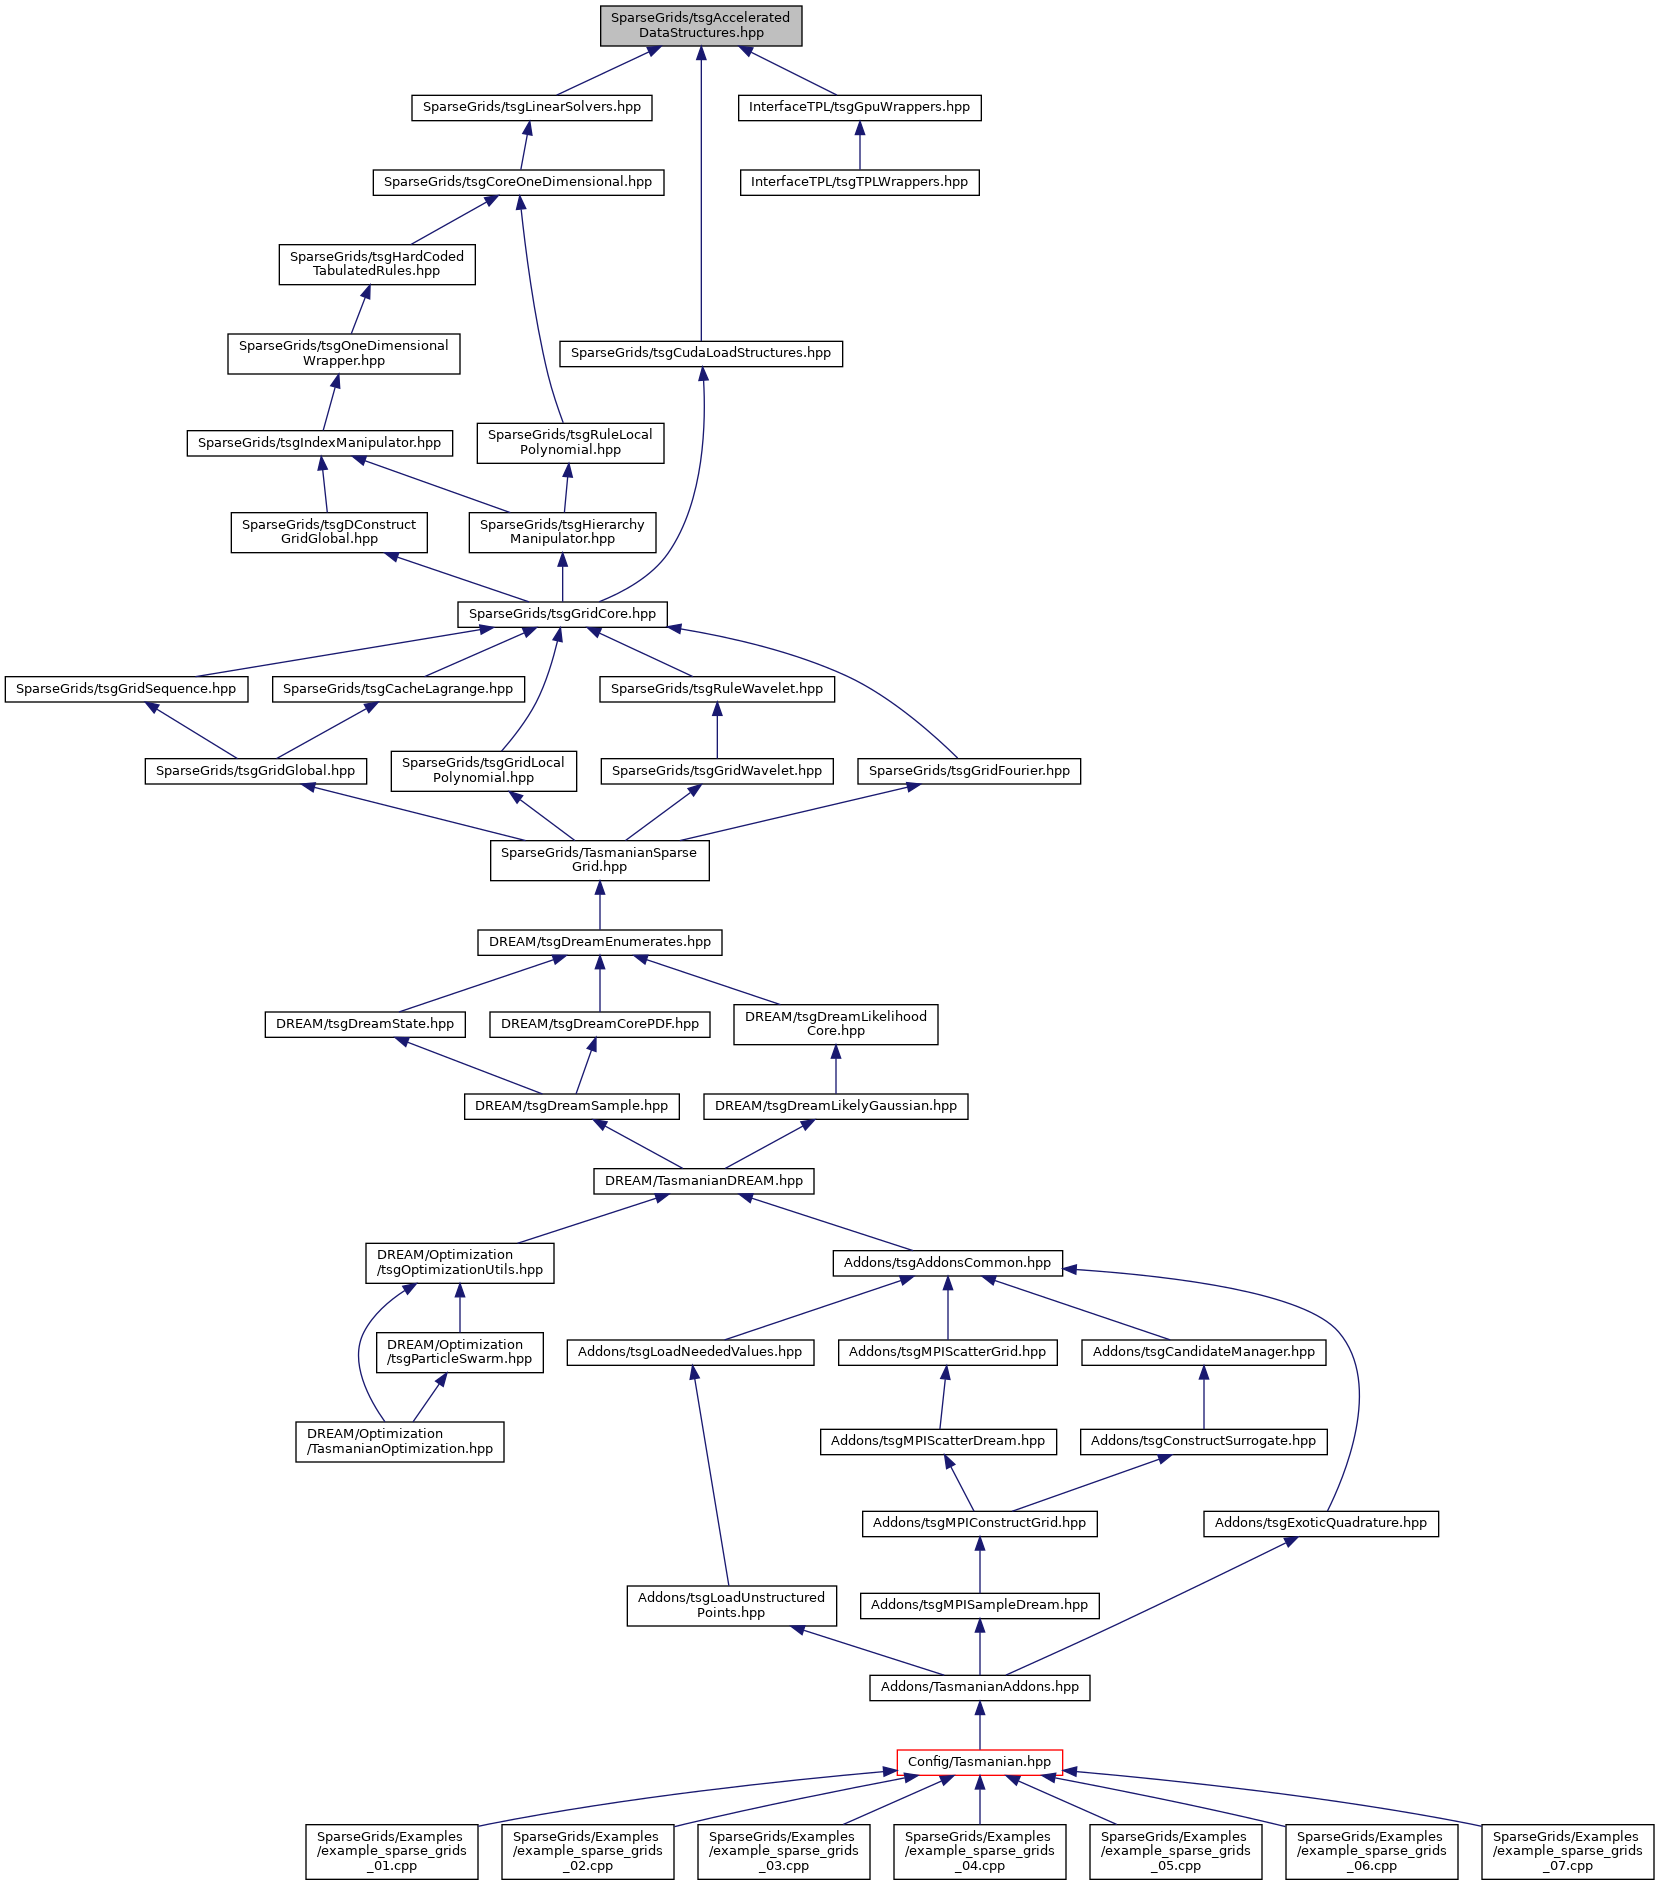 SparseGrids/tsgAccelerated
DataStructures.hpp
SparseGrids/tsgLinearSolvers.hpp
InterfaceTPL/tsgGpuWrappers.hpp
SparseGrids/tsgCoreOneDimensional.hpp
InterfaceTPL/tsgTPLWrappers.hpp
SparseGrids/tsgHardCoded
TabulatedRules.hpp
SparseGrids/tsgOneDimensional
Wrapper.hpp
SparseGrids/tsgCudaLoadStructures.hpp
SparseGrids/tsgIndexManipulator.hpp
SparseGrids/tsgRuleLocal
Polynomial.hpp
SparseGrids/tsgDConstruct
GridGlobal.hpp
SparseGrids/tsgHierarchy
Manipulator.hpp
SparseGrids/tsgGridCore.hpp
SparseGrids/tsgGridSequence.hpp
SparseGrids/tsgCacheLagrange.hpp
SparseGrids/tsgRuleWavelet.hpp
SparseGrids/tsgGridGlobal.hpp
SparseGrids/tsgGridLocal
Polynomial.hpp
SparseGrids/tsgGridWavelet.hpp
SparseGrids/tsgGridFourier.hpp
SparseGrids/TasmanianSparse
Grid.hpp
DREAM/tsgDreamEnumerates.hpp
DREAM/tsgDreamState.hpp
DREAM/tsgDreamCorePDF.hpp
DREAM/tsgDreamLikelihood
Core.hpp
DREAM/tsgDreamSample.hpp
DREAM/tsgDreamLikelyGaussian.hpp
DREAM/TasmanianDREAM.hpp
DREAM/Optimization
/tsgOptimizationUtils.hpp
Addons/tsgAddonsCommon.hpp
DREAM/Optimization
/tsgParticleSwarm.hpp
Addons/tsgLoadNeededValues.hpp
Addons/tsgMPIScatterGrid.hpp
Addons/tsgCandidateManager.hpp
DREAM/Optimization
/TasmanianOptimization.hpp
Addons/tsgMPIScatterDream.hpp
Addons/tsgConstructSurrogate.hpp
Addons/tsgMPIConstructGrid.hpp
Addons/tsgExoticQuadrature.hpp
Addons/tsgLoadUnstructured
Points.hpp
Addons/tsgMPISampleDream.hpp
Addons/TasmanianAddons.hpp
Config/Tasmanian.hpp
SparseGrids/Examples
/example_sparse_grids
_01.cpp
SparseGrids/Examples
/example_sparse_grids
_02.cpp
SparseGrids/Examples
/example_sparse_grids
_03.cpp
SparseGrids/Examples
/example_sparse_grids
_04.cpp
SparseGrids/Examples
/example_sparse_grids
_05.cpp
SparseGrids/Examples
/example_sparse_grids
_06.cpp
SparseGrids/Examples
/example_sparse_grids
_07.cpp